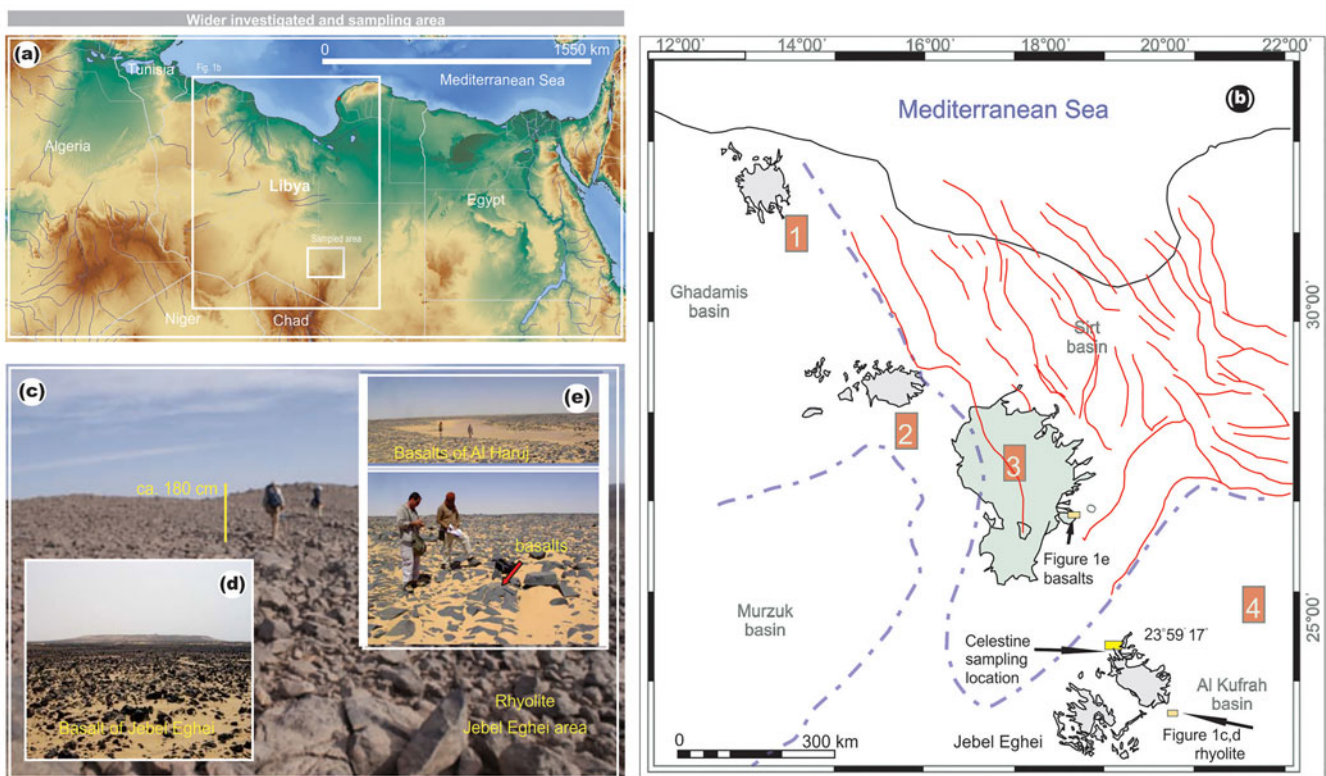 Wider investigated and sampling area
(a)
0
1550 km
Tunisia
Fig. 1b
Mediterranean Sea
Algeria
Libya
Egypt
Sampled area
Niger
Chad
(c)
ca. 180 cm
(d)
Basalt of Jebel Eghei
Rhyolite
Jebel Eghei area
(e)
Basalts of Al Haruj
basalts
12°00'
14°00'
16°00'
18°00'
20°00'
22°00'
(b)
Mediterranean Sea
1
Ghadamis
basin
Sirt
basin
30°00'
2
3
Figure 1e
basalts
Murzuk
basin
4
25°00'
Celestine
sampling
location
23°59'17"
Al Kufrah
basin
Jebel Eghei
Figure 1c,d
rhyolite
0
300 km